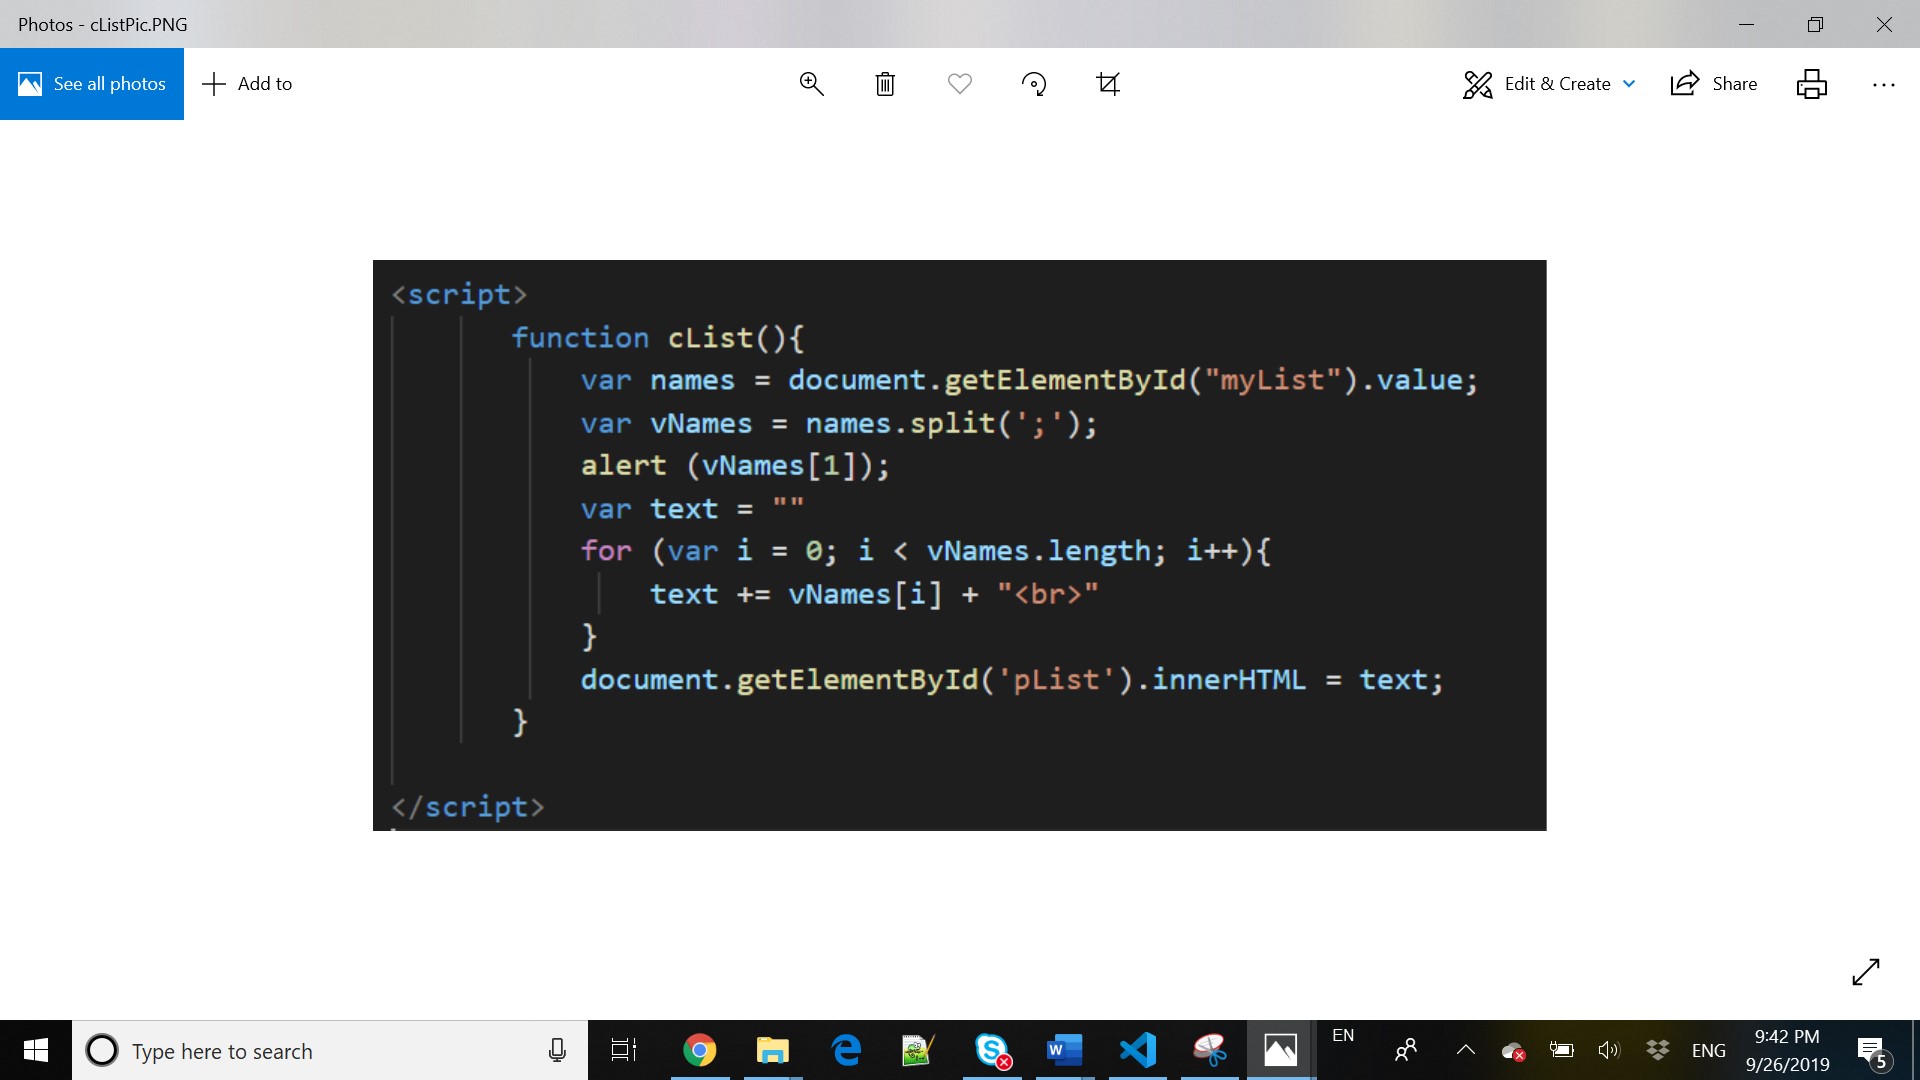 Photos - cListPic.PNG
See all photos
Add to
Edit & Create
Share
<script>
function cList(){
var names = document.getElementById("myList").value;
var vNames = names.split(';');
alert (vNames[1]);
var text = ""
for (var i = 0; i < vNames.length; i++){
text += vNames[i] + "<br>"
}
document.getElementById('pList').innerHTML = text;
}
</script>
Type here to search
EN
ENG
9:42 PM
9/26/2019
5